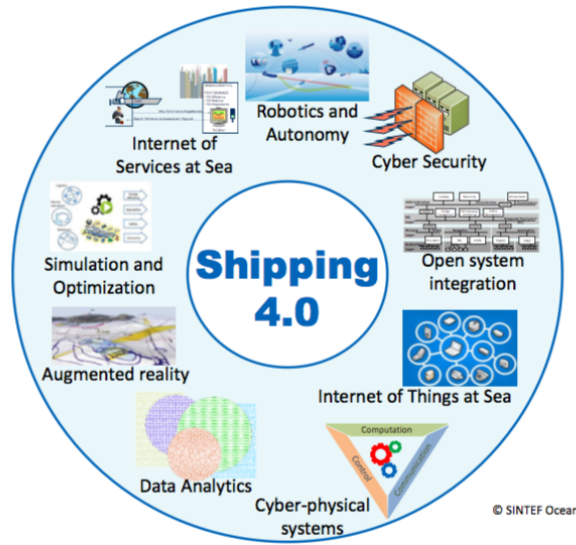 Robotics and
Autonomy
Cyber Security
Internet of
Services at Sea
Open system
integration
Simulation and
Optimization
Shipping
4.0
Augmented reality
Internet of Things at Sea
Data Analytics
Computation
Control
Communication
Cyber-physical
systems
© SINTEF Ocean